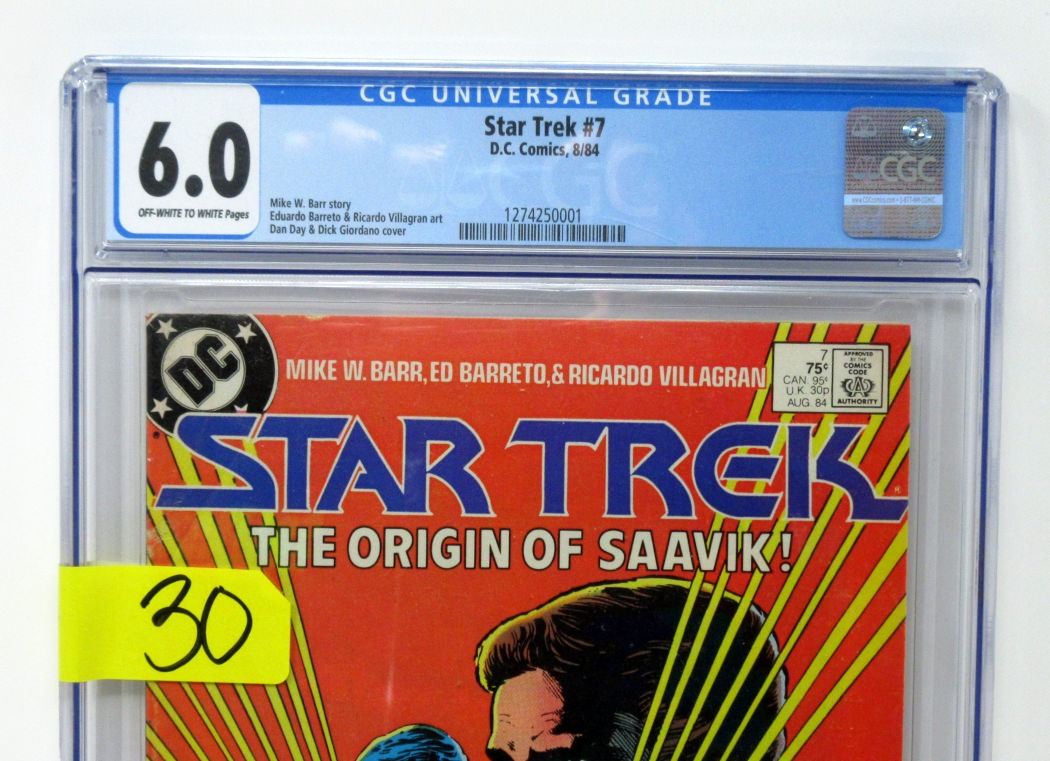 CGC UNIVERSAL GRADE
6.0
OFF-WHITE TO WHITE Pages
Star Trek #7
D.C. Comics, 8/84
Mike W. Barr story
Eduardo Barreto & Ricardo Villagran art
Dan Day & Dick Giordano cover
1274250001
CGC
CGC
DC
MIKE W. BARR, ED BARRETO, & RICARDO VILLAGRAN
7
75¢
CAN. 95¢
U.K. 30p
AUG. 84
APPROVED
BY THE
COMICS
CODE
CA
AUTHORITY
STAR TREK
®
THE ORIGIN OF SAAVIK!
30